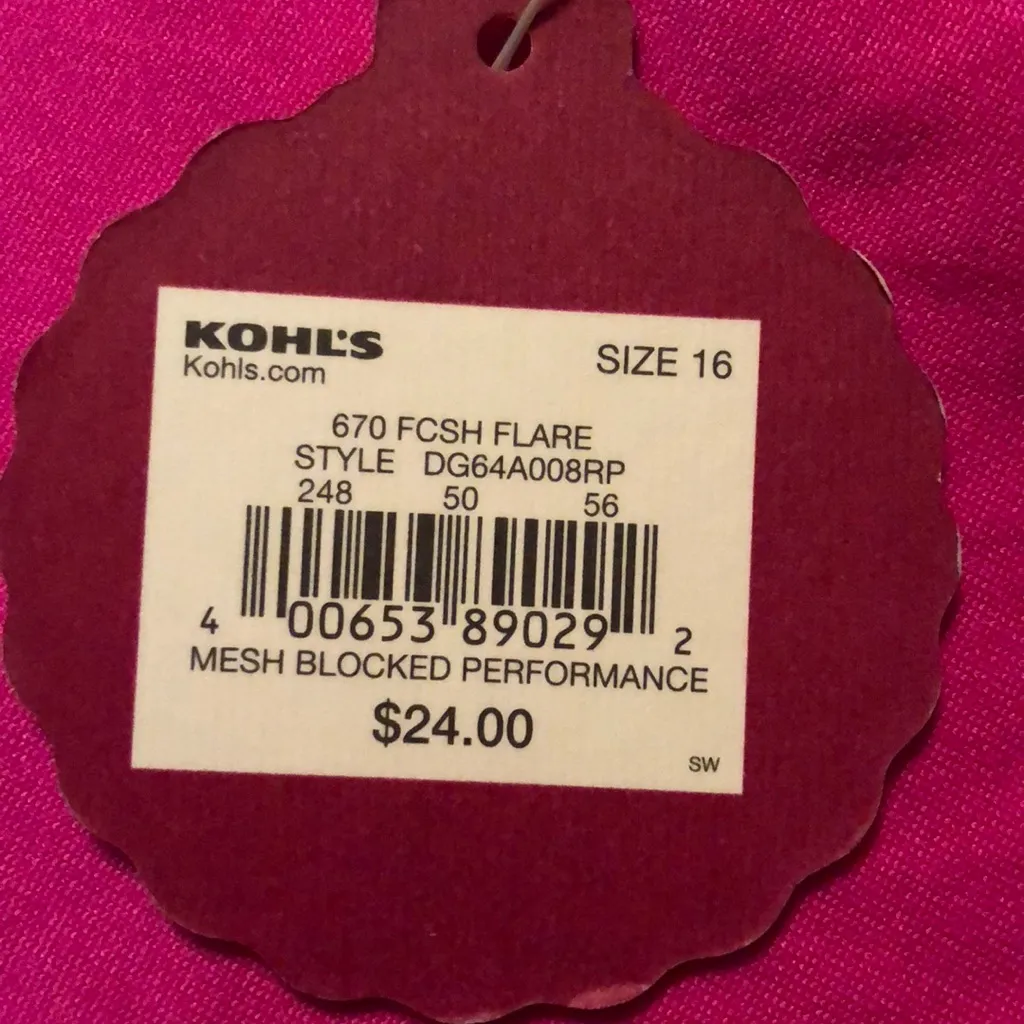 KOHL'S
Kohls.com
SIZE 16
670 FCSH FLARE
STYLE DG64A008RP
248 50 56
4 00653 89029 2
MESH BLOCKED PERFORMANCE
$24.00
SW